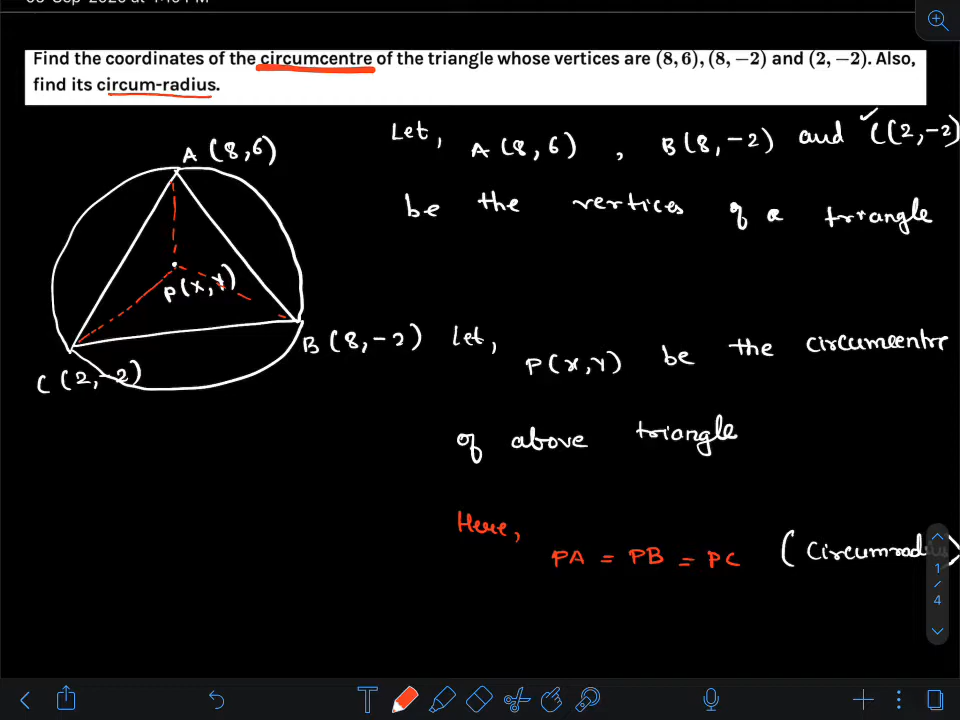 Find the coordinates of the circumcentre of the triangle whose vertices are (8, 6), (8, −2) and (2, −2). Also,
find its circum-radius.
Let, A (8, 6) , B(8, -2) and C(2, -2)
be the vertices of a triangle
A (8, 6)
P(x, y)
B (8, -2)
C (2, -2)
Let, P(x, y) be the circumcentre
of above triangle
Here,
PA = PB = PC (Circumradius)
1
/
4
T